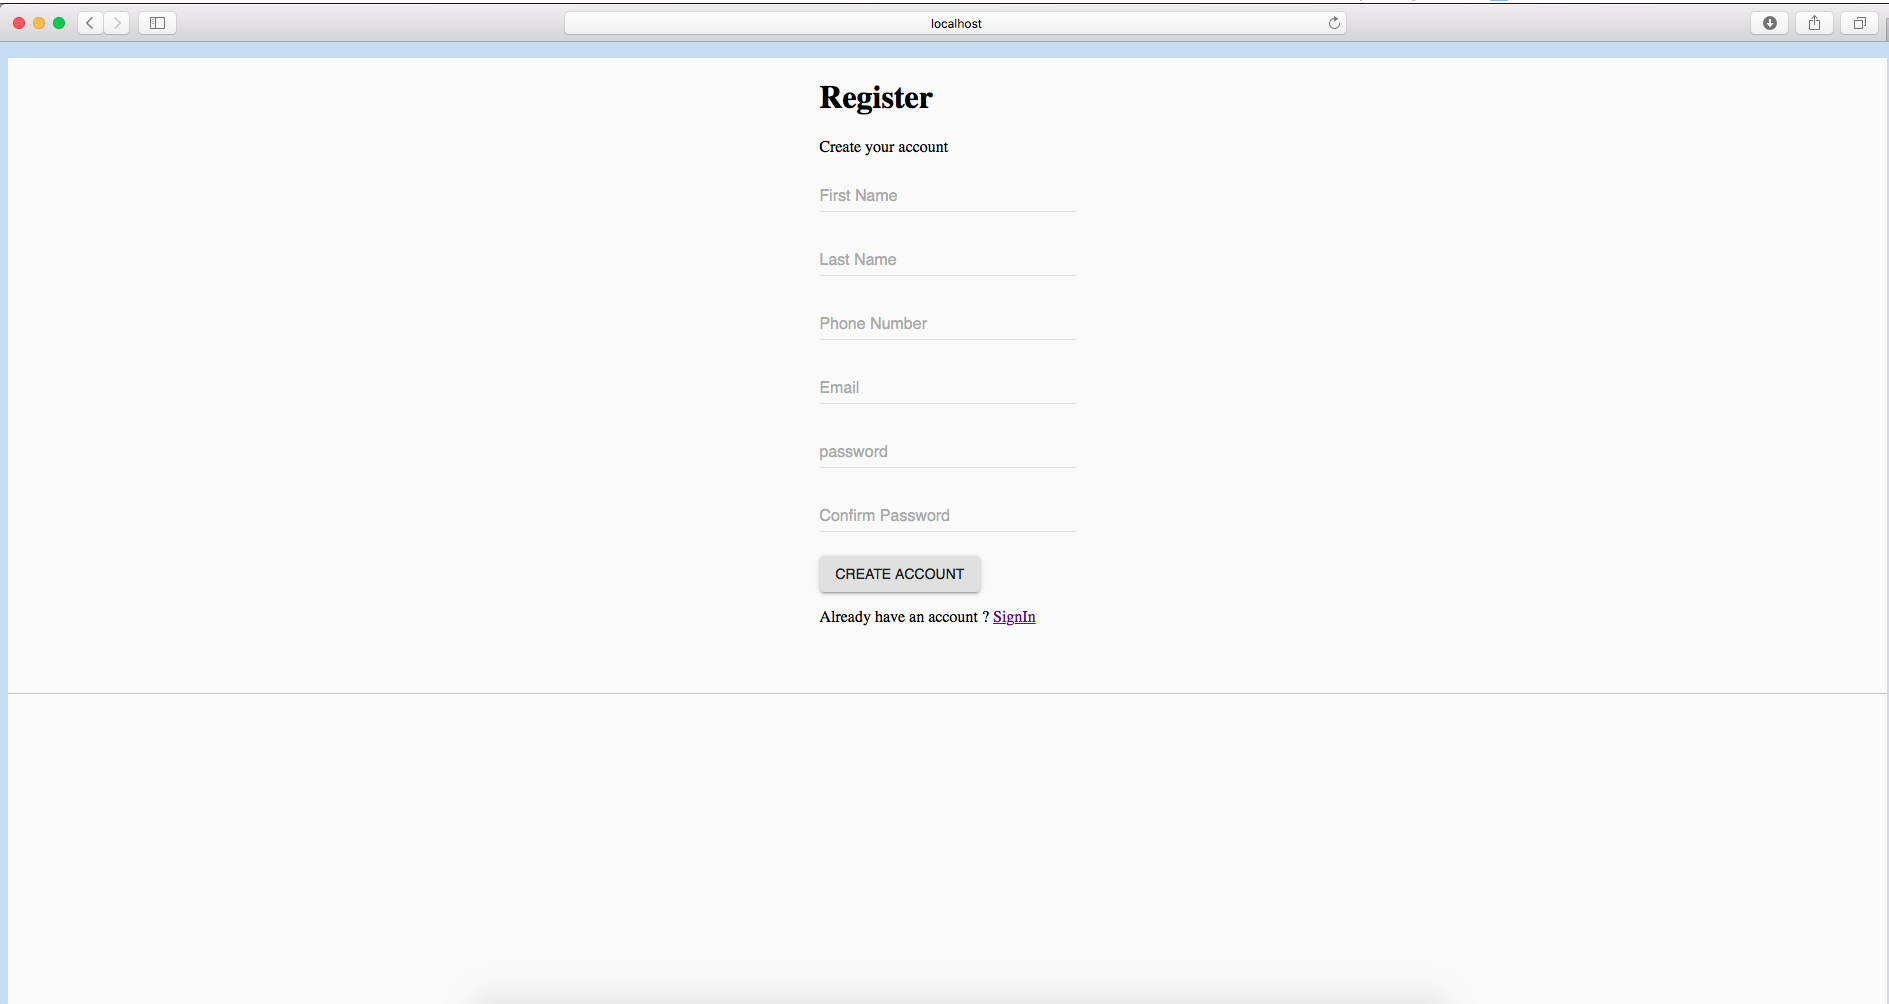 localhost
Register
Create your account
First Name
Last Name
Phone Number
Email
password
Confirm Password
CREATE ACCOUNT
Already have an account ? SignIn